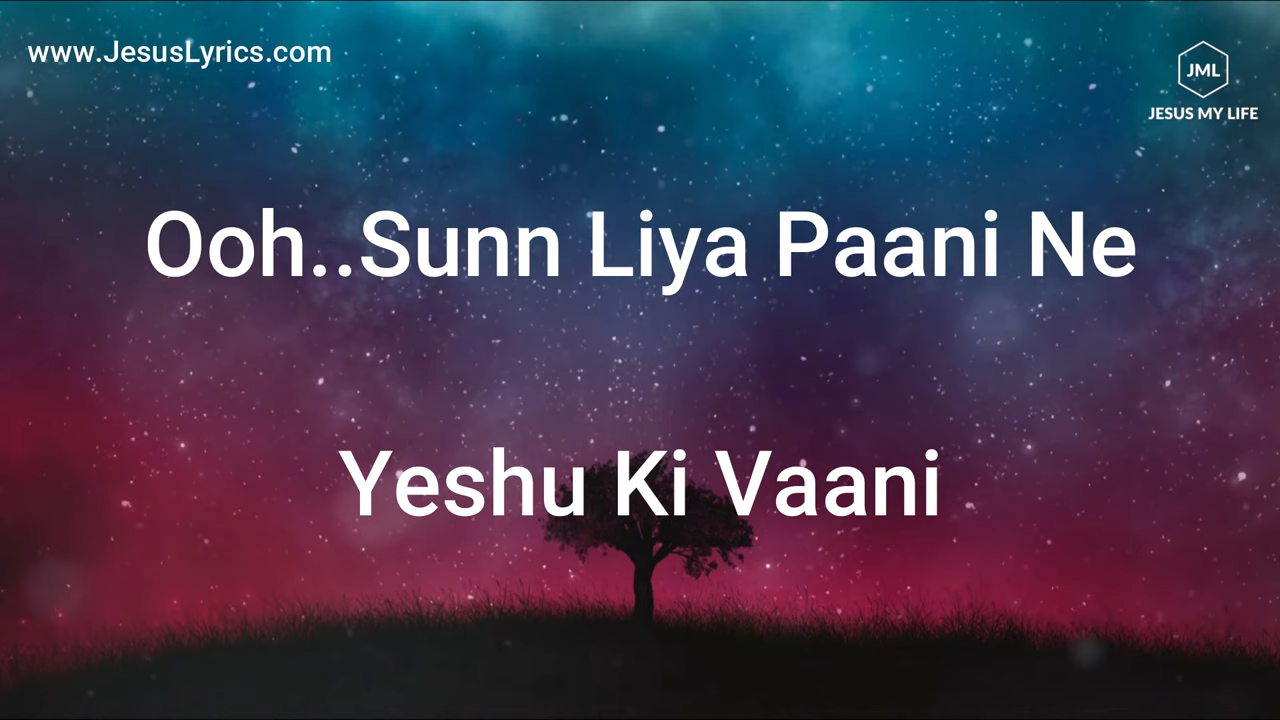 www.JesusLyrics.com
JML
JESUS MY LIFE
Ooh..Sunn Liya Paani Ne
Yeshu Ki Vaani